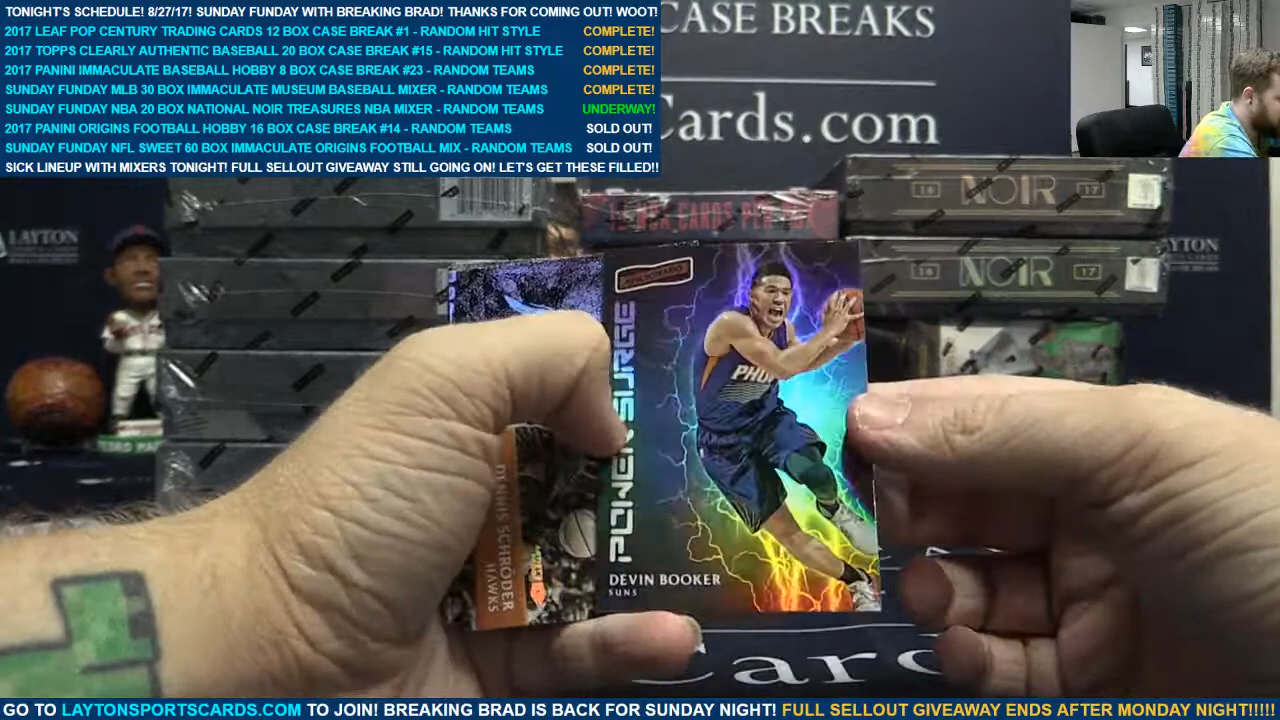 TONIGHT'S SCHEDULE! 8/27/17! SUNDAY FUNDAY WITH BREAKING BRAD! THANKS FOR COMING OUT! WOOT!
2017 LEAF POP CENTURY TRADING CARDS 12 BOX CASE BREAK #1 - RANDOM HIT STYLE COMPLETE!
2017 TOPPS CLEARLY AUTHENTIC BASEBALL 20 BOX CASE BREAK #15 - RANDOM HIT STYLE COMPLETE!
2017 PANINI IMMACULATE BASEBALL HOBBY 8 BOX CASE BREAK #23 - RANDOM TEAMS COMPLETE!
SUNDAY FUNDAY MLB 30 BOX IMMACULATE MUSEUM BASEBALL MIXER - RANDOM TEAMS COMPLETE!
SUNDAY FUNDAY NBA 20 BOX NATIONAL NOIR TREASURES NBA MIXER - RANDOM TEAMS UNDERWAY!
2017 PANINI ORIGINS FOOTBALL HOBBY 16 BOX CASE BREAK #14 - RANDOM TEAMS SOLD OUT!
SUNDAY FUNDAY NFL SWEET 60 BOX IMMACULATE ORIGINS FOOTBALL MIX - RANDOM TEAMS SOLD OUT!
SICK LINEUP WITH MIXERS TONIGHT! FULL SELLOUT GIVEAWAY STILL GOING ON! LET'S GET THESE FILLED!!
CASE BREAKS
Cards.com
16 NOIR 17
16 NOIR 17
LAYTON
POWER SURGE
PHO
DEVIN BOOKER
SUNS
DENNIS SCHRODER
HAWKS
Card
GO TO LAYTONSPORTSCARDS.COM TO JOIN! BREAKING BRAD IS BACK FOR SUNDAY NIGHT! FULL SELLOUT GIVEAWAY ENDS AFTER MONDAY NIGHT!!!!!